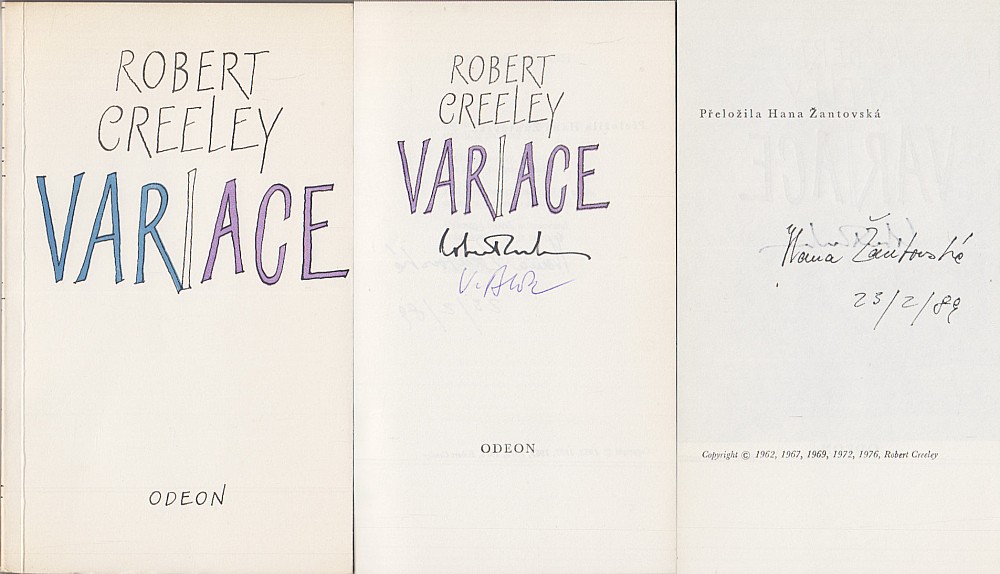 ROBERT
CREELEY
VARIACE
ODEON
ROBERT
CREELEY
VARIACE
ODEON
Přeložila Hana Žantovská
Hana Žantovská
23/2/89
Copyright © 1962, 1967, 1969, 1972, 1976, Robert Creeley